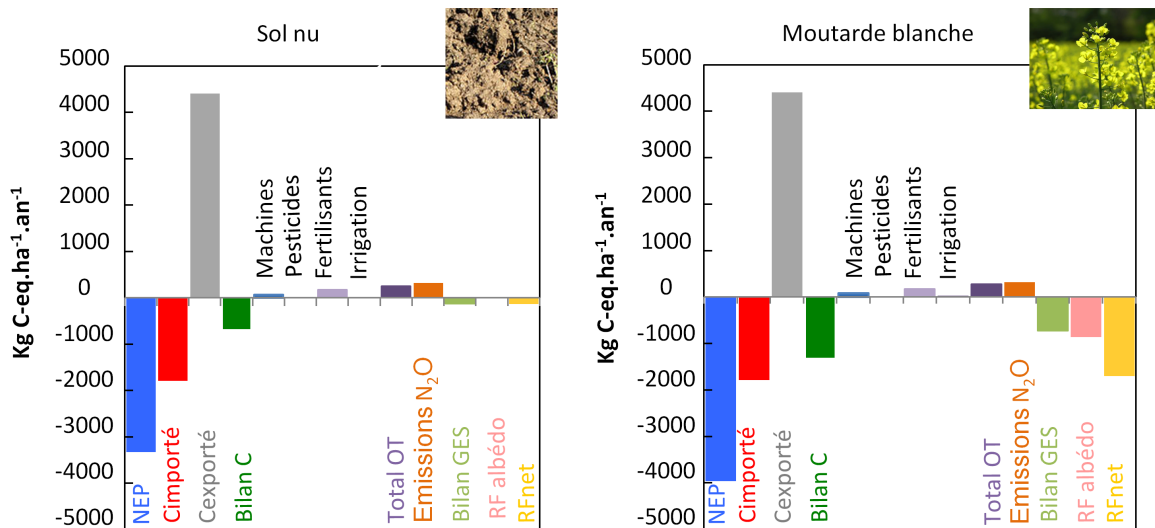 Sol nu
5000
4000
3000
2000
1000
0
-1000
-2000
-3000
-4000
-5000
Kg C-eq.ha⁻¹.an⁻¹
Machines
Pesticides
Fertilisants
Irrigation
NEP
Cimporté
Cexporté
Bilan C
Total OT
Emissions N₂O
Bilan GES
RF albédo
RFnet
Moutarde blanche
5000
4000
3000
2000
1000
0
-1000
-2000
-3000
-4000
-5000
Kg C-eq.ha⁻¹.an⁻¹
Machines
Pesticides
Fertilisants
Irrigation
NEP
Cimporté
Cexporté
Bilan C
Total OT
Emissions N₂O
Bilan GES
RF albédo
RFnet